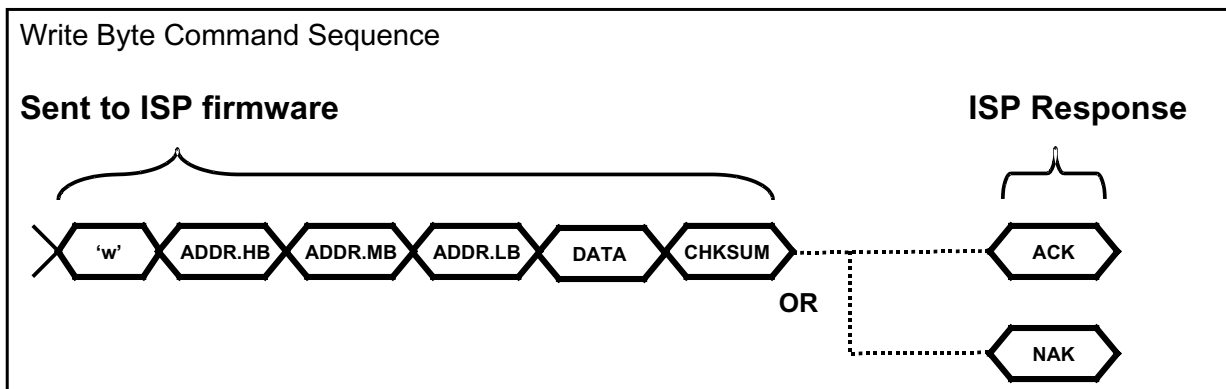 Write Byte Command Sequence
Sent to ISP firmware
ISP Response
‘w’ ADDR.HB ADDR.MB ADDR.LB DATA CHKSUM ACK
OR
NAK